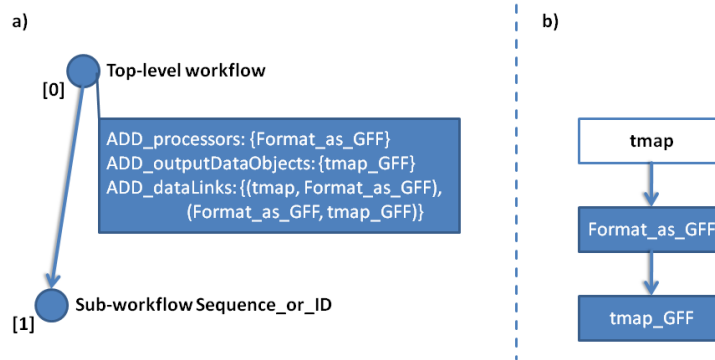 a)
Top-level workflow
[0]
ADD_processors: {Format_as_GFF}
ADD_outputDataObjects: {tmap_GFF}
ADD_dataLinks: {(tmap, Format_as_GFF),
(Format_as_GFF, tmap_GFF)}
Sub-workflow Sequence_or_ID
[1]
b)
tmap
Format_as_GFF
tmap_GFF